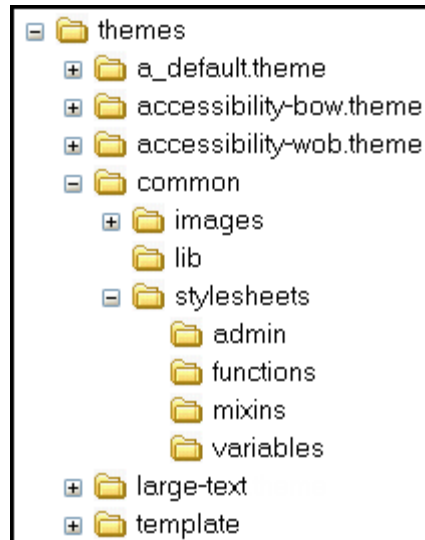 themes
a_default.theme
accessibility-bow.theme
accessibility-wob.theme
common
images
lib
stylesheets
admin
functions
mixins
variables
large-text
template